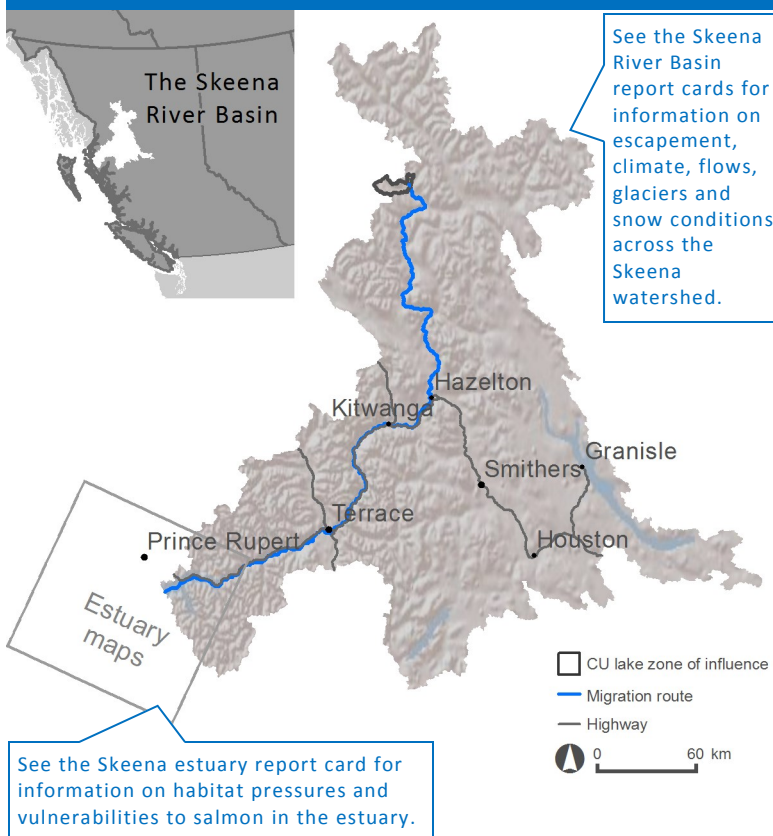 The Skeena
River Basin
See the Skeena
River Basin
report cards for
information on
escapement,
climate, flows,
glaciers and
snow conditions
across the
Skeena
watershed.
Hazelton
Kitwanga
Granisle
Smithers
Terrace
Prince Rupert
Houston
Estuary
maps
CU lake zone of influence
Migration route
Highway
0 60 km
See the Skeena estuary report card for
information on habitat pressures and
vulnerabilities to salmon in the estuary.